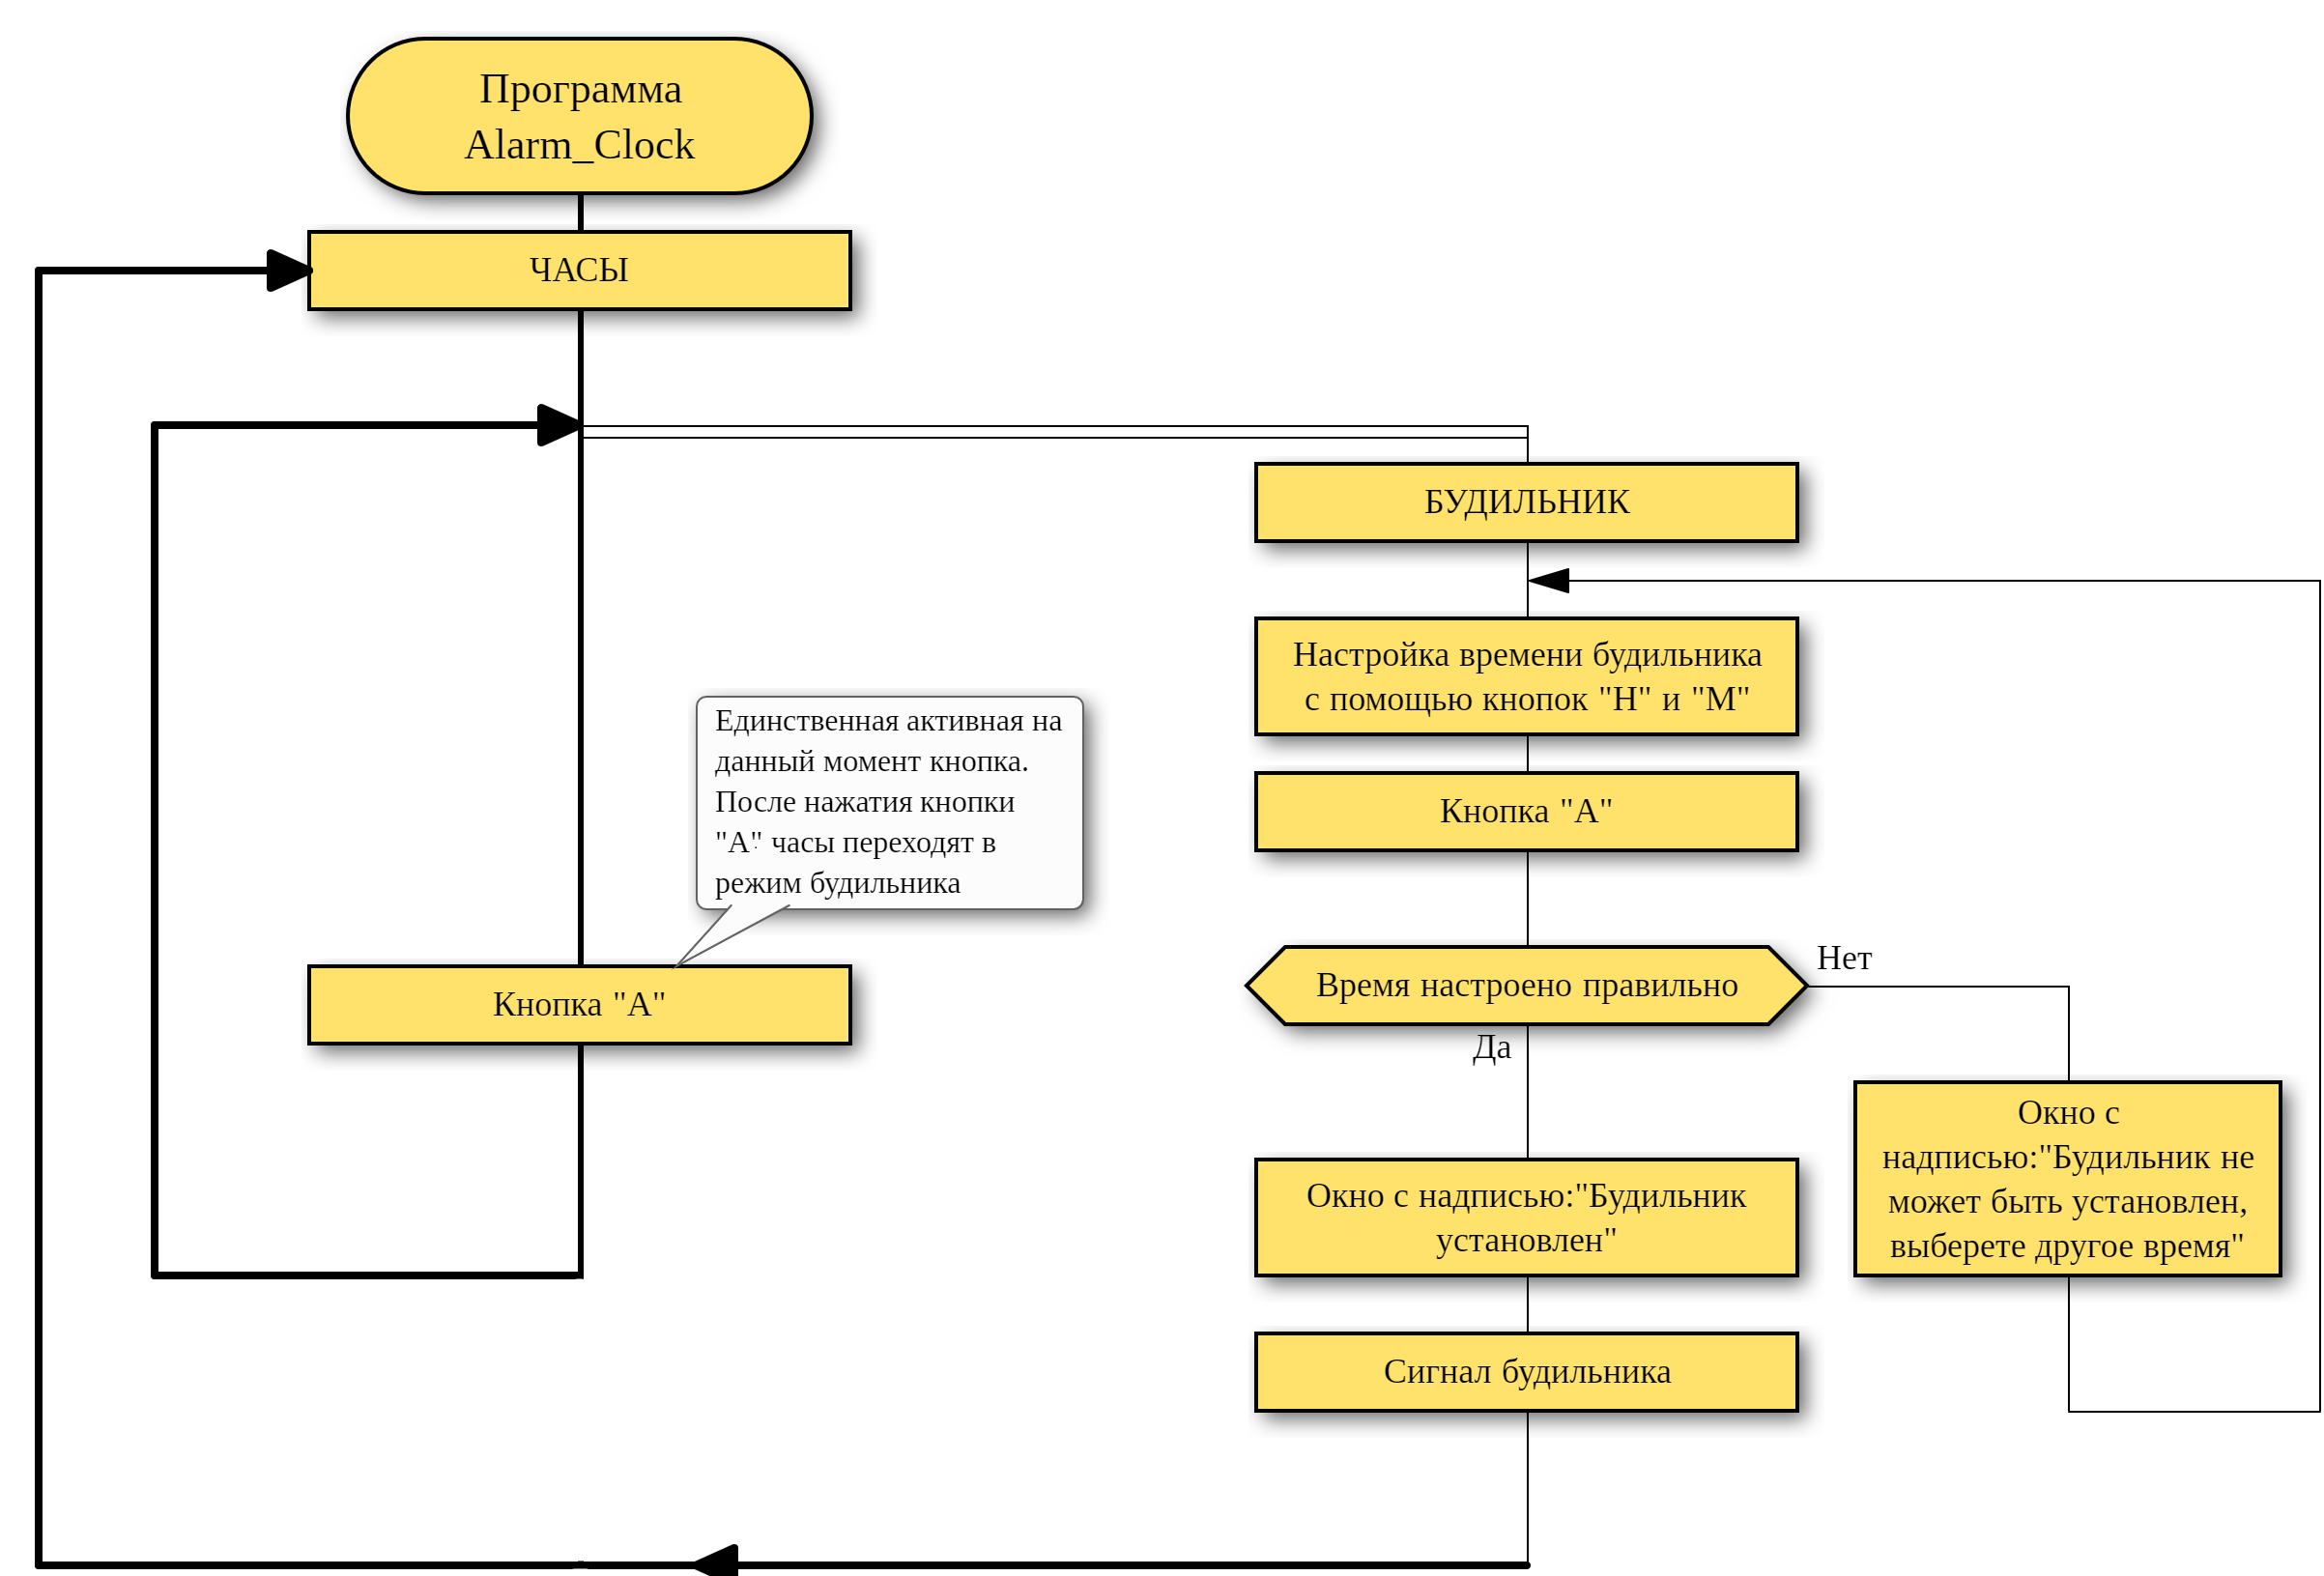 Программа
Alarm_Clock
ЧАСЫ
БУДИЛЬНИК
Настройка времени будильника
с помощью кнопок "Н" и "М"
Единственная активная на
данный момент кнопка.
После нажатия кнопки
"А" часы переходят в
режим будильника
Кнопка "А"
Кнопка "А"
Время настроено правильно
Нет
Да
Окно с
надписью:"Будильник не
может быть установлен,
выберете другое время"
Окно с надписью:"Будильник
установлен"
Сигнал будильника